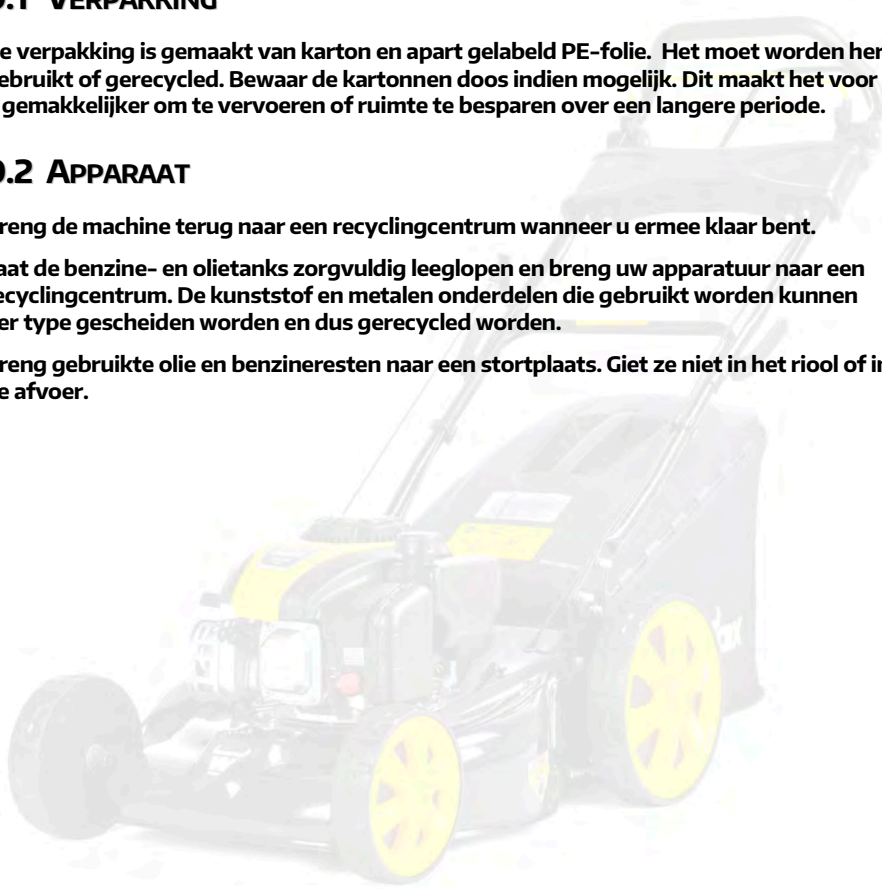 .1 VERPAKKING
e verpakking is gemaakt van karton en apart gelabeld PE-folie. Het moet worden her
ebruikt of gerecycled. Bewaar de kartonnen doos indien mogelijk. Dit maakt het voor
gemakkelijker om te vervoeren of ruimte te besparen over een langere periode.
0.2 APPARAAT
reng de machine terug naar een recyclingcentrum wanneer u ermee klaar bent.
aat de benzine- en olietanks zorgvuldig leeglopen en breng uw apparatuur naar een
ecyclingcentrum. De kunststof en metalen onderdelen die gebruikt worden kunnen
er type gescheiden worden en dus gerecycled worden.
reng gebruikte olie en benzineresten naar een stortplaats. Giet ze niet in het riool of in
e afvoer.